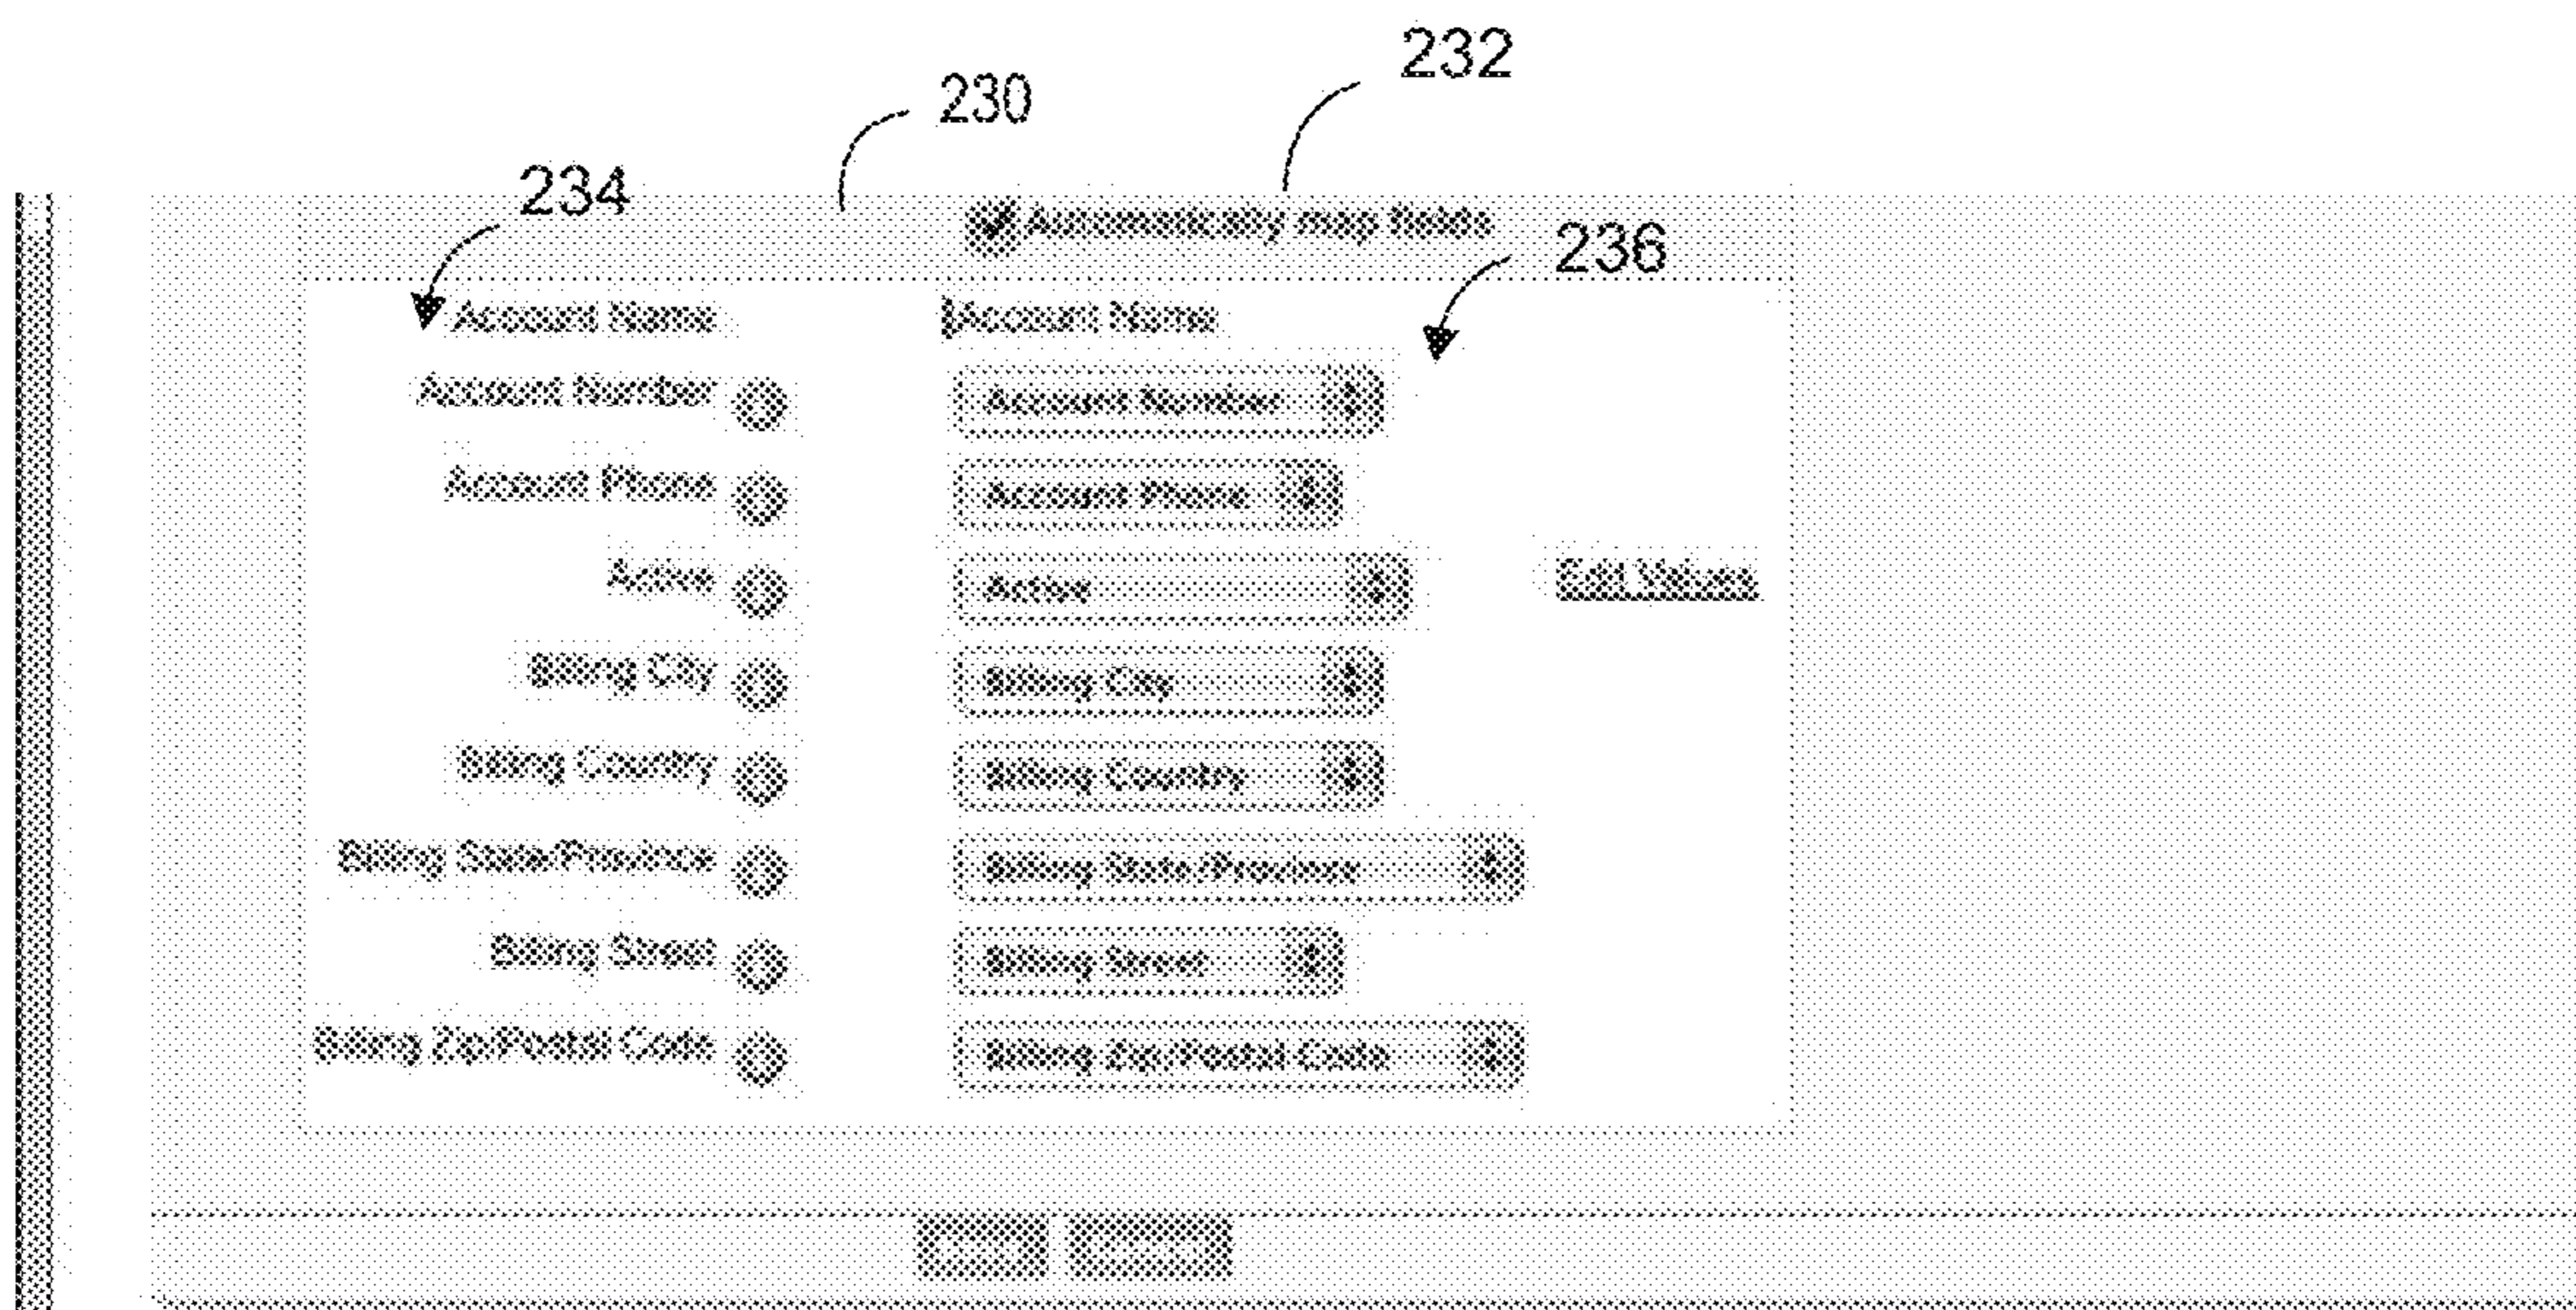 232
230
234
Automatically map fields
236
Account Name Account Name
Account Number Account Number
Account Phone Account Phone
Active Active Edit Values
Billing City Billing City
Billing Country Billing Country
Billing State/Province Billing State/Province
Billing Street Billing Street
Billing Zip/Postal Code Billing Zip/Postal Code